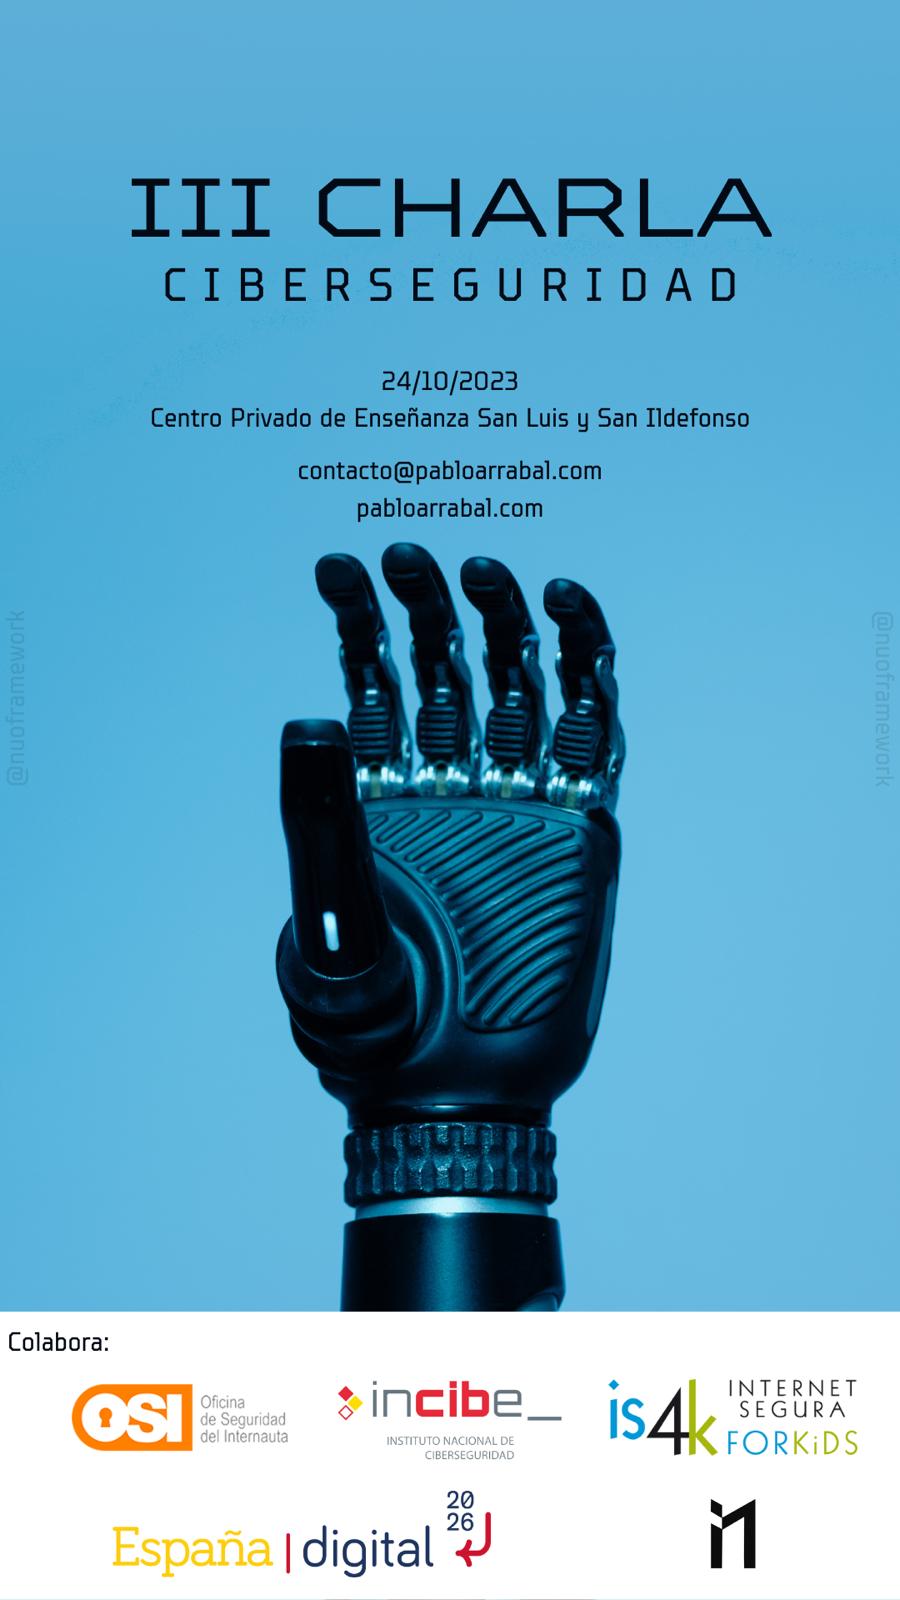 III CHARLA
CIBERSEGURIDAD
24/10/2023
Centro Privado de Enseñanza San Luis y San Ildefonso
contacto@pabloarrabal.com
pabloarrabal.com
@nuoframework
@nuoframework
Colabora:
OSI
Oficina
de Seguridad
del Internauta
incibe_
INSTITUTO NACIONAL DE
CIBERSEGURIDAD
is4k
INTERNET
SEGURA
FORKiDS
España | digital
20
26